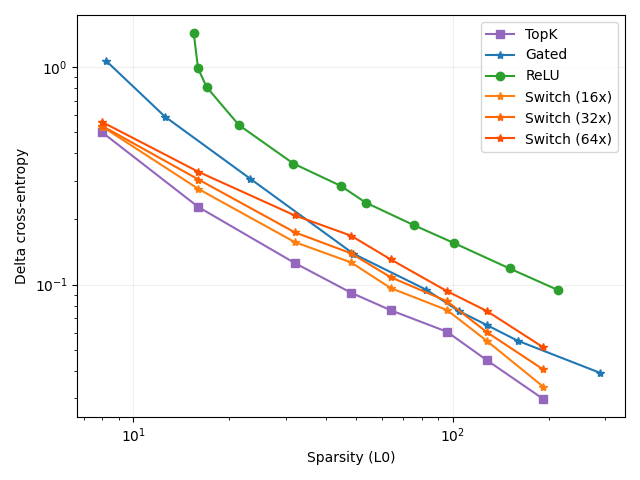 TopK
Gated
ReLU
Switch (16x)
Switch (32x)
Switch (64x)
10⁰
10⁻¹
Delta cross-entropy
10¹
10²
Sparsity (L0)